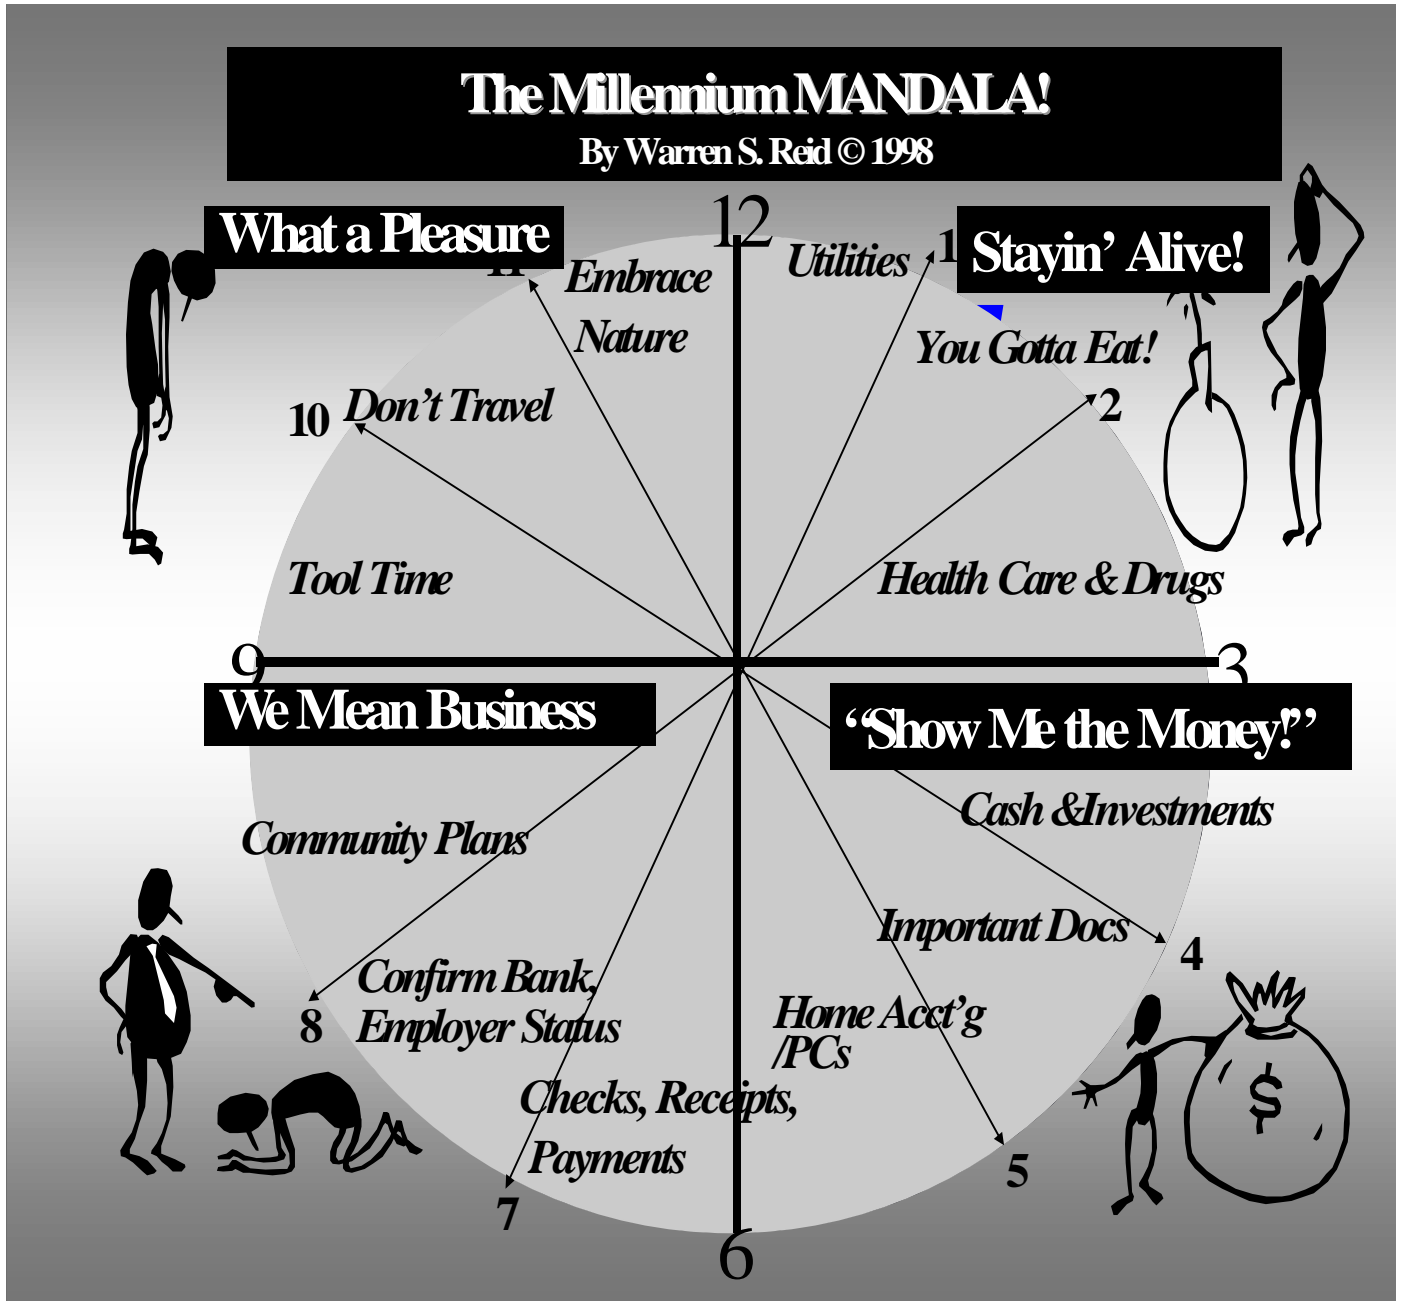 The Millennium MANDALA!
By Warren S. Reid © 1998
What a Pleasure
12
Stayin’ Alive!
11
Embrace
Nature
Utilities
1
You Gotta Eat!
10
Don’t Travel
2
Tool Time
Health Care & Drugs
9
3
We Mean Business
“Show Me the Money!”
Community Plans
Cash &Investments
Important Docs
4
Confirm Bank,
Employer Status
8
Home Acct’g
/PCs
Checks, Receipts,
Payments
$
5
7
6